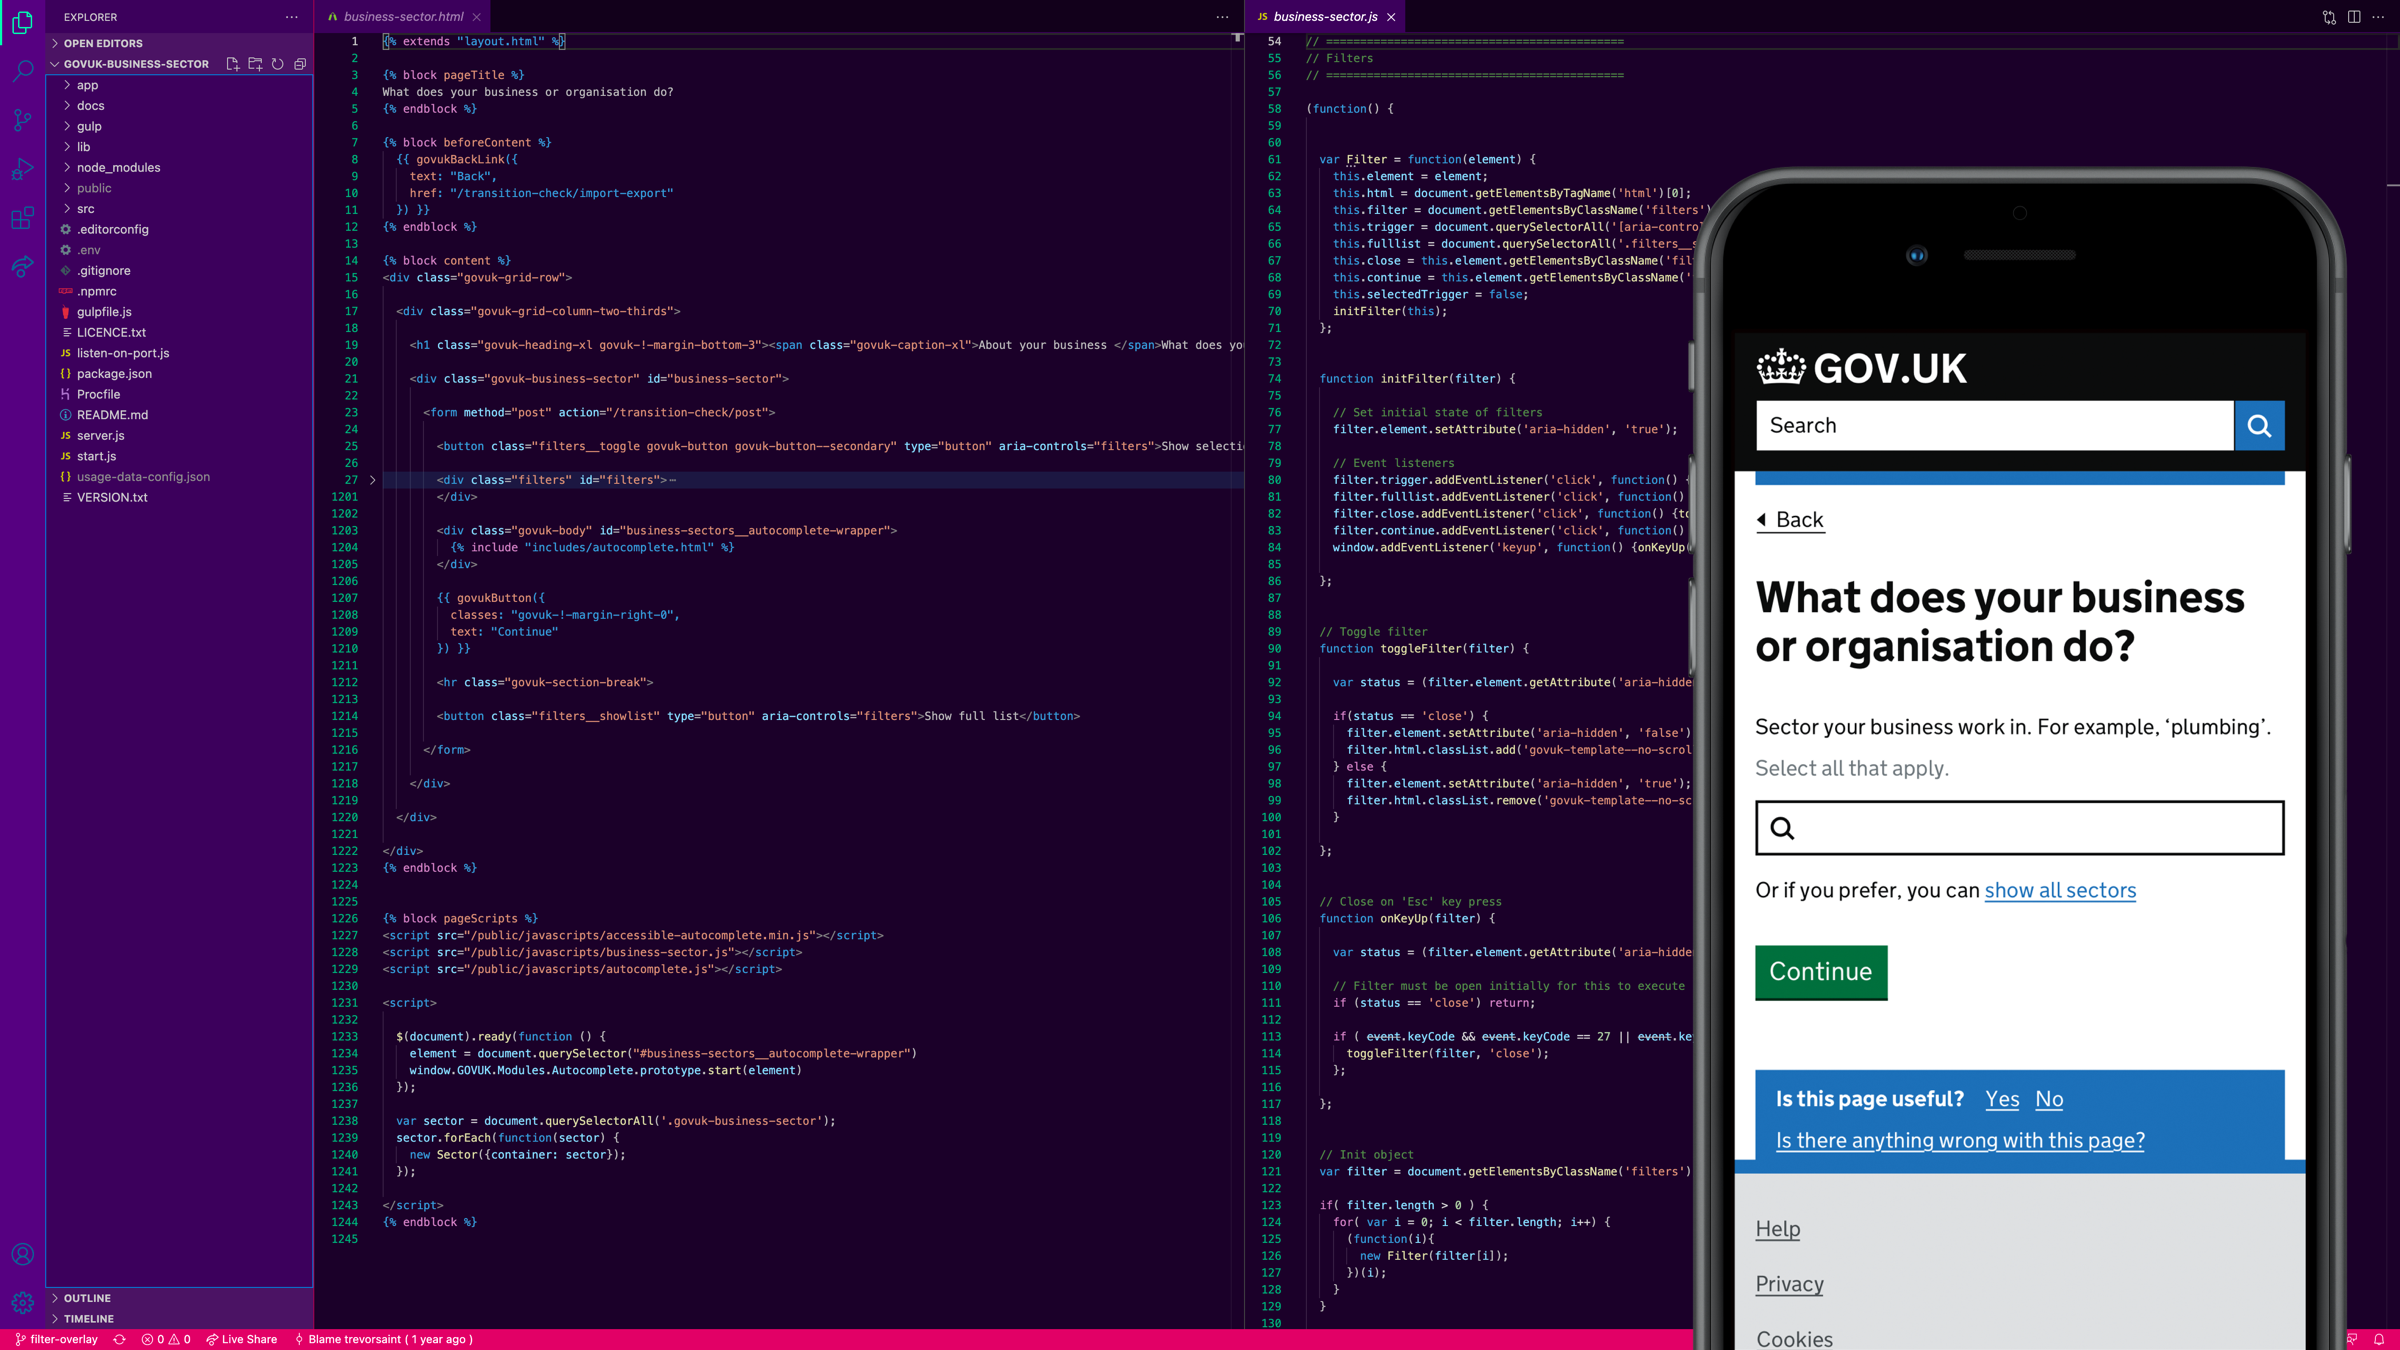 EXPLORER
OPEN EDITORS
GOVUK-BUSINESS-SECTOR
app
docs
gulp
lib
node_modules
public
src
.editorconfig
.env
.gitignore
.npmrc
gulpfile.js
LICENCE.txt
JS listen-on-port.js
{} package.json
Procfile
README.md
JS server.js
JS start.js
{} usage-data-config.json
VERSION.txt
OUTLINE
TIMELINE
business-sector.html
1 {% extends "layout.html" %}
2
3 {% block pageTitle %}
4 What does your business or organisation do?
5 {% endblock %}
6
7 {% block beforeContent %}
8 {{ govukBackLink({
9 text: "Back",
10 href: "/transition-check/import-export"
11 }) }}
12 {% endblock %}
13
14 {% block content %}
15 <div class="govuk-grid-row">
16
17 <div class="govuk-grid-column-two-thirds">
18
19 <h1 class="govuk-heading-xl govuk-!-margin-bottom-3"><span class="govuk-caption-xl">About your business </span>What does yo
20
21 <div class="govuk-business-sector" id="business-sector">
22
23 <form method="post" action="/transition-check/post">
24
25 <button class="filters__toggle govuk-button govuk-button--secondary" type="button" aria-controls="filters">Show selecti
26
27 <div class="filters" id="filters">⋯
1201 </div>
1202
1203 <div class="govuk-body" id="business-sectors__autocomplete-wrapper">
1204 {% include "includes/autocomplete.html" %}
1205 </div>
1206
1207 {{ govukButton({
1208 classes: "govuk-!-margin-right-0",
1209 text: "Continue"
1210 }) }}
1211
1212 <hr class="govuk-section-break">
1213
1214 <button class="filters__showlist" type="button" aria-controls="filters">Show full list</button>
1215
1216 </form>
1217
1218 </div>
1219
1220 </div>
1221
1222 </div>
1223 {% endblock %}
1224
1225
1226 {% block pageScripts %}
1227 <script src="/public/javascripts/accessible-autocomplete.min.js"></script>
1228 <script src="/public/javascripts/business-sector.js"></script>
1229 <script src="/public/javascripts/autocomplete.js"></script>
1230
1231 <script>
1232
1233 $(document).ready(function () {
1234 element = document.querySelector("#business-sectors__autocomplete-wrapper")
1235 window.GOVUK.Modules.Autocomplete.prototype.start(element)
1236 });
1237
1238 var sector = document.querySelectorAll('.govuk-business-sector');
1239 sector.forEach(function(sector) {
1240 new Sector({container: sector});
1241 });
1242
1243 </script>
1244 {% endblock %}
1245
JS business-sector.js
54 // ============================================
55 // Filters
56 // ============================================
57
58 (function() {
59
60
61 var Filter = function(element) {
62 this.element = element;
63 this.html = document.getElementsByTagName('html')[0];
64 this.filter = document.getElementsByClassName('filters')
65 this.trigger = document.querySelectorAll('[aria-control
66 this.fulllist = document.querySelectorAll('.filters__s
67 this.close = this.element.getElementsByClassName('fil
68 this.continue = this.element.getElementsByClassName('
69 this.selectedTrigger = false;
70 initFilter(this);
71 };
72
73
74 function initFilter(filter) {
75
76 // Set initial state of filters
77 filter.element.setAttribute('aria-hidden', 'true');
78
79 // Event listeners
80 filter.trigger.addEventListener('click', function() {
81 filter.fulllist.addEventListener('click', function()
82 filter.close.addEventListener('click', function() {to
83 filter.continue.addEventListener('click', function()
84 window.addEventListener('keyup', function() {onKeyUp(
85
86 };
87
88
89 // Toggle filter
90 function toggleFilter(filter) {
91
92 var status = (filter.element.getAttribute('aria-hidde
93
94 if(status == 'close') {
95 filter.element.setAttribute('aria-hidden', 'false')
96 filter.html.classList.add('govuk-template--no-scrol
97 } else {
98 filter.element.setAttribute('aria-hidden', 'true');
99 filter.html.classList.remove('govuk-template--no-sc
100 }
101
102 };
103
104
105 // Close on 'Esc' key press
106 function onKeyUp(filter) {
107
108 var status = (filter.element.getAttribute('aria-hidde
109
110 // Filter must be open initially for this to execute
111 if (status == 'close') return;
112
113 if ( event.keyCode && event.keyCode == 27 || event.ke
114 toggleFilter(filter, 'close');
115 };
116
117 };
118
119
120 // Init object
121 var filter = document.getElementsByClassName('filters')
122
123 if( filter.length > 0 ) {
124 for( var i = 0; i < filter.length; i++) {
125 (function(i){
126 new Filter(filter[i]);
127 })(i);
128 }
129 }
130
GOV.UK
Search
Back
What does your business
or organisation do?
Sector your business work in. For example, ‘plumbing’.
Select all that apply.
Or if you prefer, you can show all sectors
Continue
Is this page useful? Yes No
Is there anything wrong with this page?
Help
Privacy
Cookies
filter-overlay
0 0
Live Share
Blame trevorsaint ( 1 year ago )